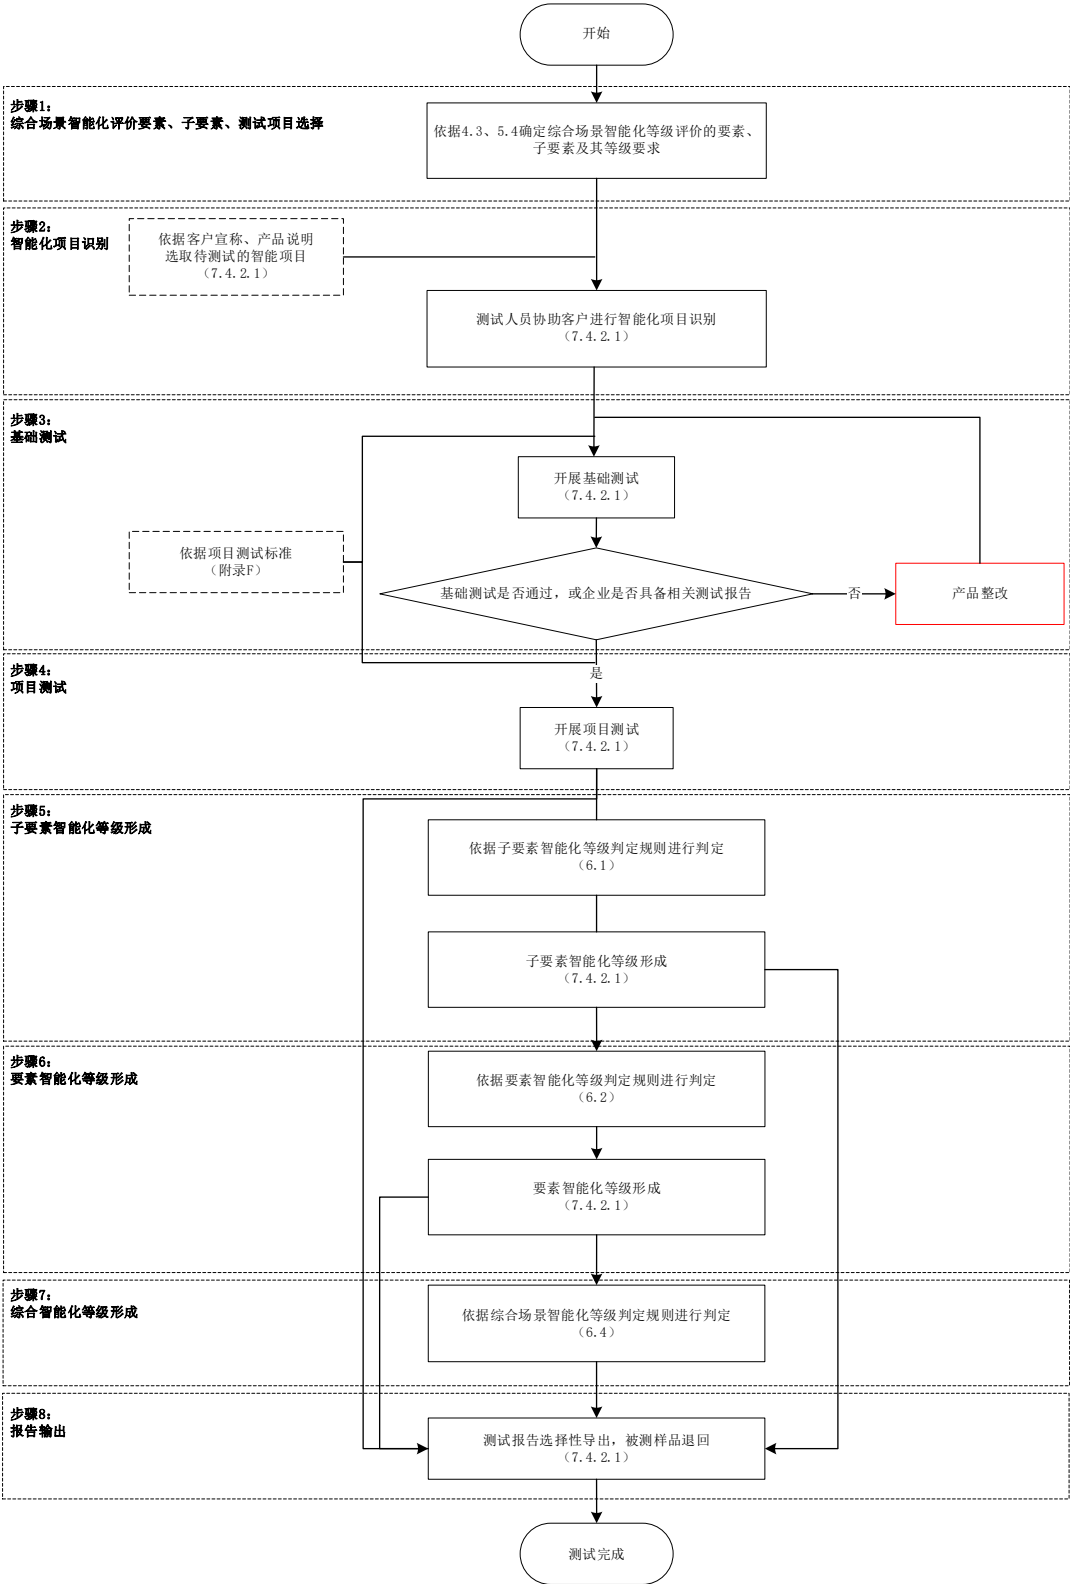 开始
步骤1：
综合场景智能化评价要素、子要素、测试项目选择
依据4.3、5.4确定综合场景智能化等级评价的要素、
子要素及其等级要求
步骤2：
智能化项目识别
依据客户宣称、产品说明
选取待测试的智能项目
（7.4.2.1）
测试人员协助客户进行智能化项目识别
（7.4.2.1）
步骤3：
基础测试
开展基础测试
（7.4.2.1）
依据项目测试标准
（附录F）
基础测试是否通过，或企业是否具备相关测试报告
否
产品整改
步骤4：
项目测试
是
开展项目测试
（7.4.2.1）
步骤5：
子要素智能化等级形成
依据子要素智能化等级判定规则进行判定
（6.1）
子要素智能化等级形成
（7.4.2.1）
步骤6：
要素智能化等级形成
依据要素智能化等级判定规则进行判定
（6.2）
要素智能化等级形成
（7.4.2.1）
步骤7：
综合智能化等级形成
依据综合场景智能化等级判定规则进行判定
（6.4）
步骤8：
报告输出
测试报告选择性导出，被测样品退回
（7.4.2.1）
测试完成